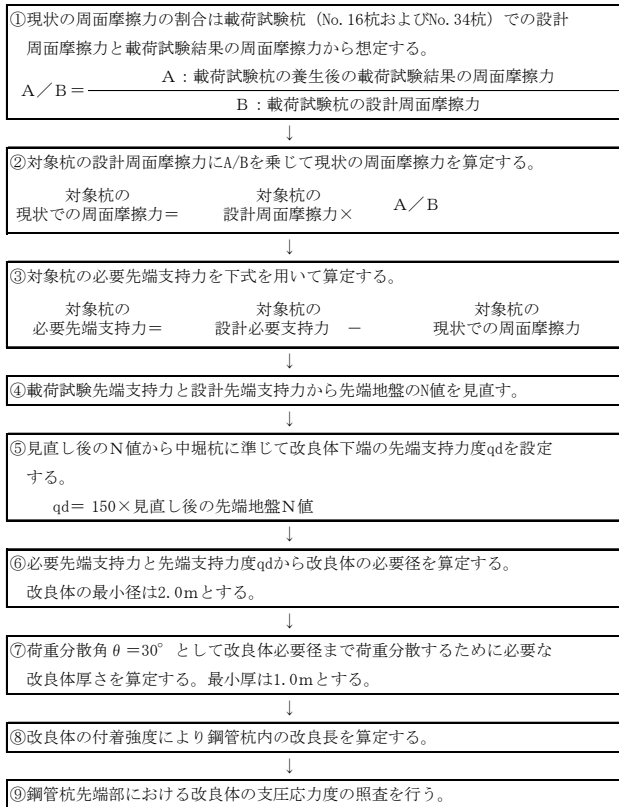 ①現状の周面摩擦力の割合は載荷試験杭（No.16杭およびNo.34杭）での設計
周面摩擦力と載荷試験結果の周面摩擦力から想定する。
A：載荷試験杭の養生後の載荷試験結果の周面摩擦力
A／B＝
B：載荷試験杭の設計周面摩擦力
↓
②対象杭の設計周面摩擦力にA/Bを乗じて現状の周面摩擦力を算定する。
対象杭の 対象杭の
現状での周面摩擦力＝ 設計周面摩擦力× A／B
↓
③対象杭の必要先端支持力を下式を用いて算定する。
対象杭の 対象杭の 対象杭の
必要先端支持力＝ 設計必要支持力 － 現状での周面摩擦力
↓
④載荷試験先端支持力と設計先端支持力から先端地盤のN値を見直す。
↓
⑤見直し後のN値から中堀杭に準じて改良体下端の先端支持力度qdを設定
する。
qd＝ 150×見直し後の先端地盤N値
↓
⑥必要先端支持力と先端支持力度qdから改良体の必要径を算定する。
改良体の最小径は2.0mとする。
↓
⑦荷重分散角θ＝30°として改良体必要径まで荷重分散するために必要な
改良体厚さを算定する。最小厚は1.0mとする。
↓
⑧改良体の付着強度により鋼管杭内の改良長を算定する。
↓
⑨鋼管杭先端部における改良体の支圧応力度の照査を行う。